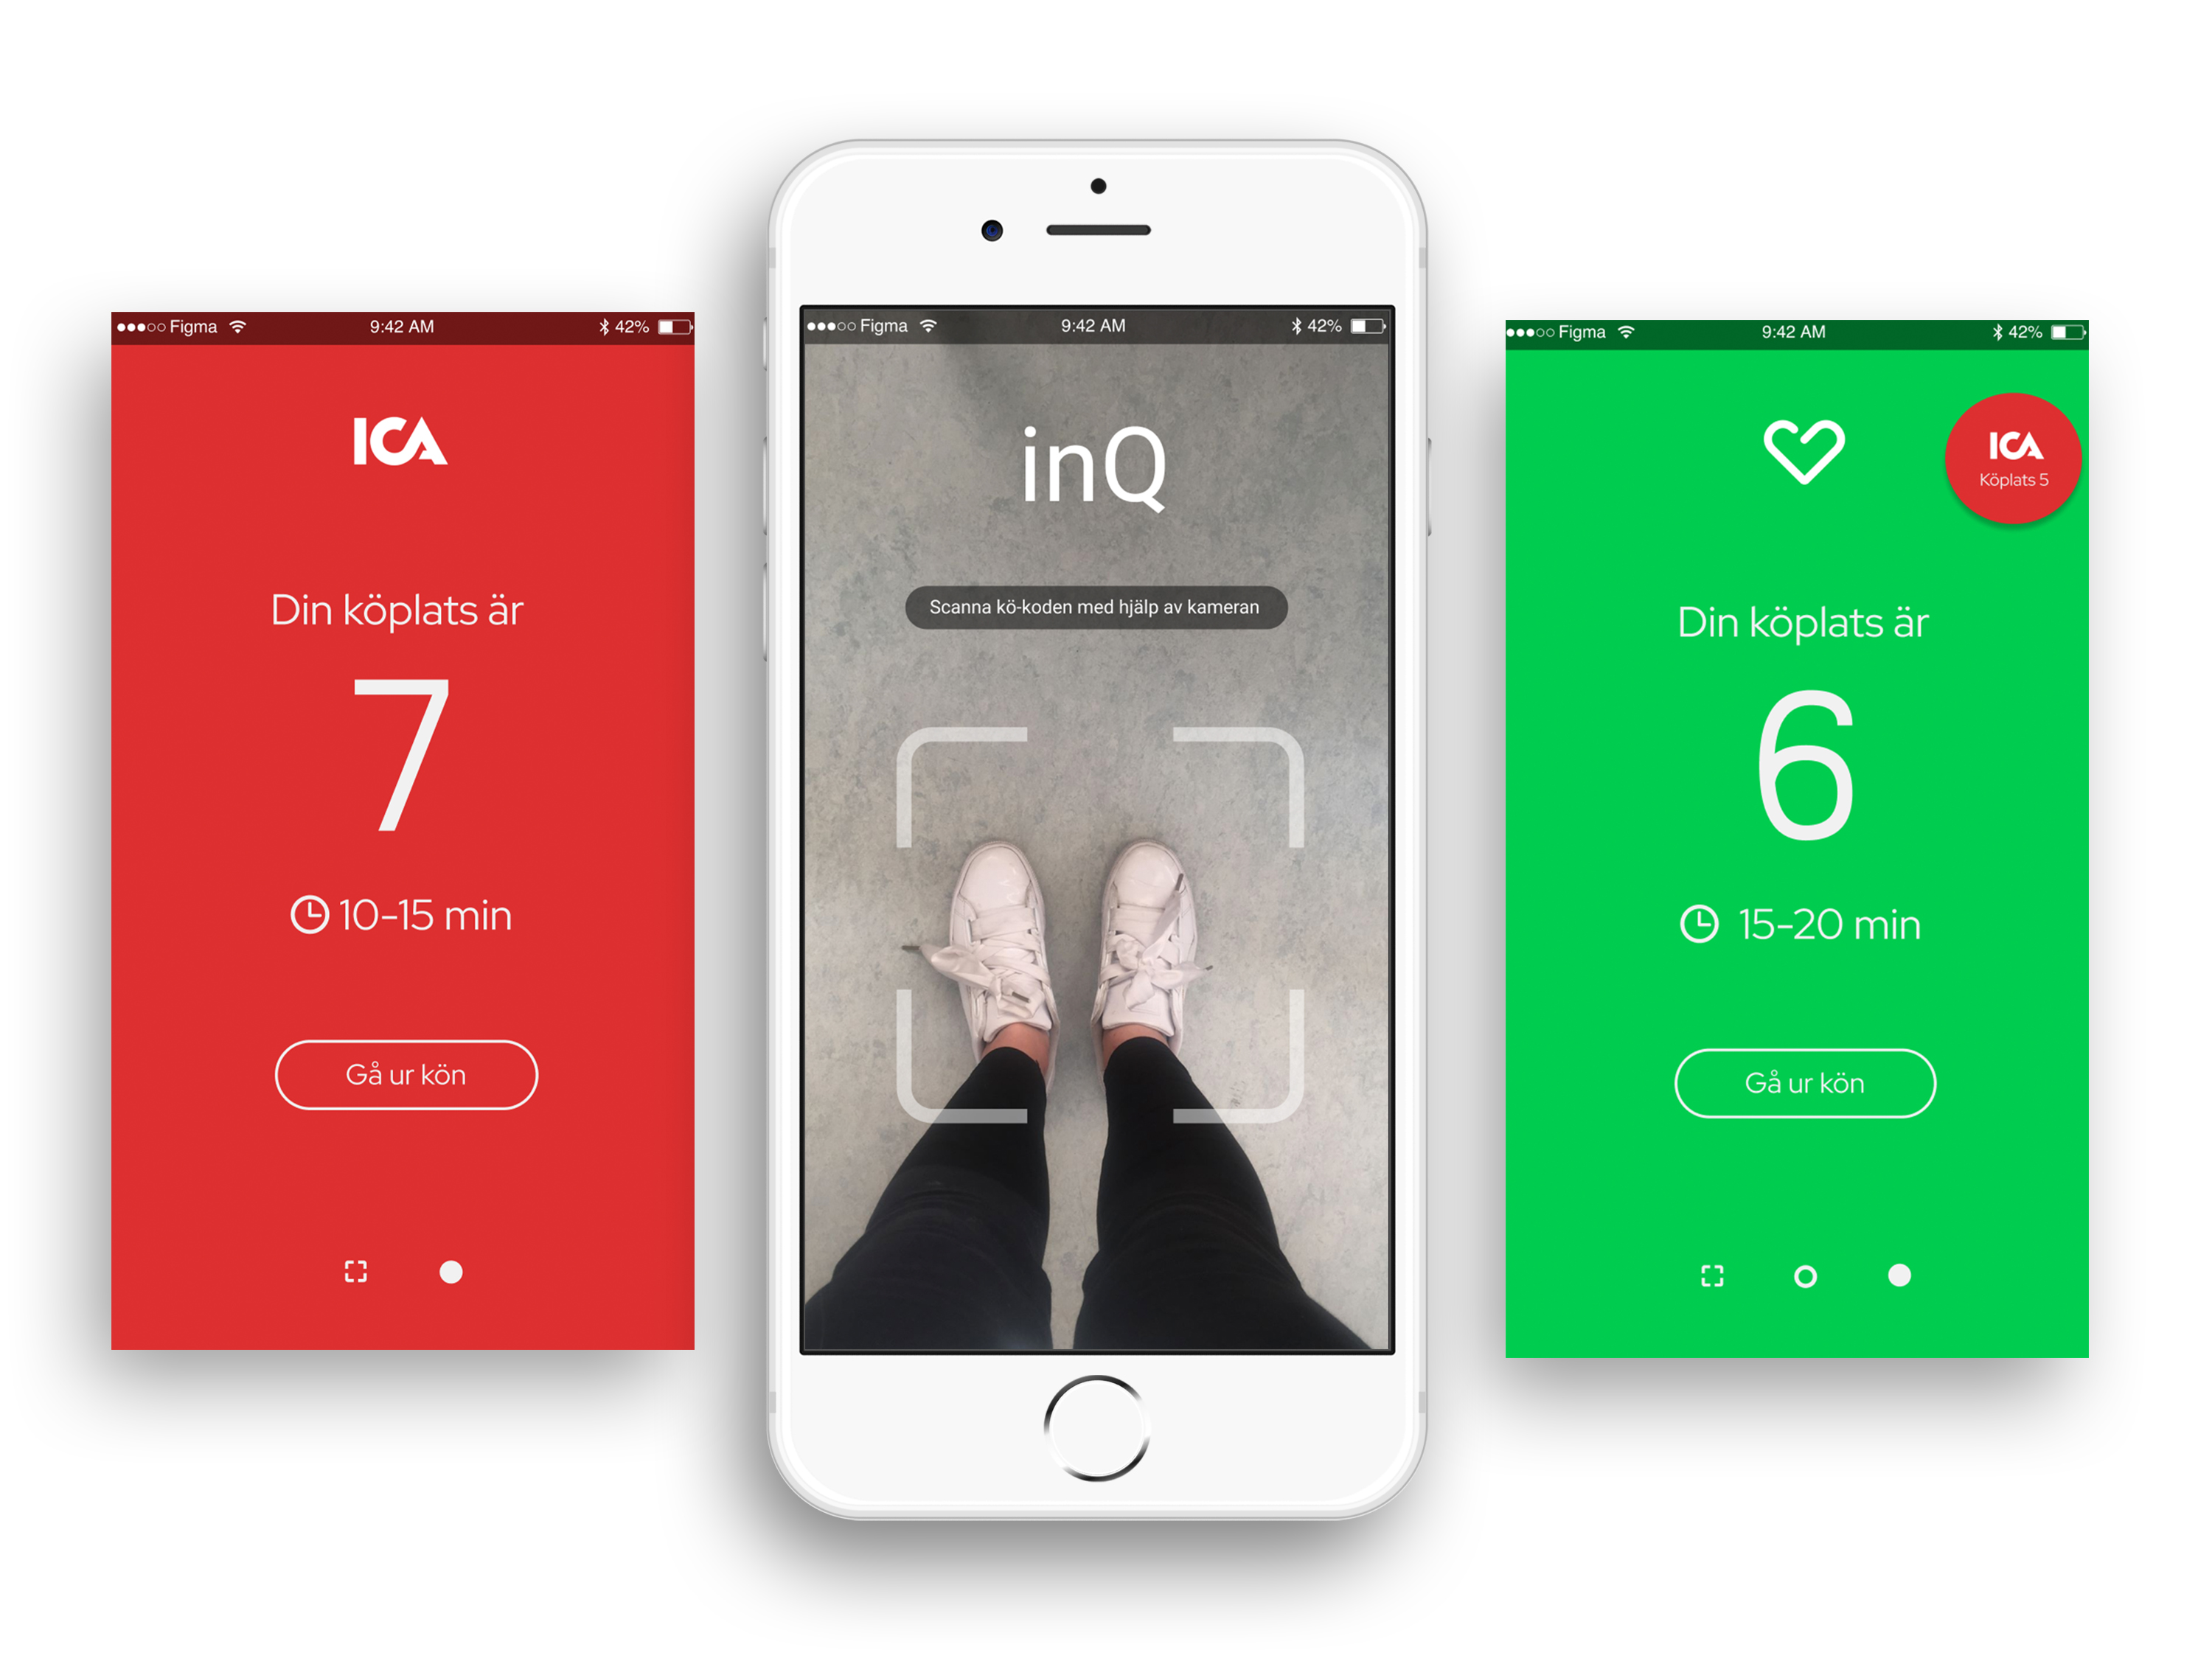 Figma 9:42 AM 42%
ICA
Din köplats är
7
10-15 min
Gå ur kön
Figma 9:42 AM 42%
inQ
Scanna kö-koden med hjälp av kameran
Figma 9:42 AM 42%
ICA
Köplats 5
Din köplats är
6
15-20 min
Gå ur kön